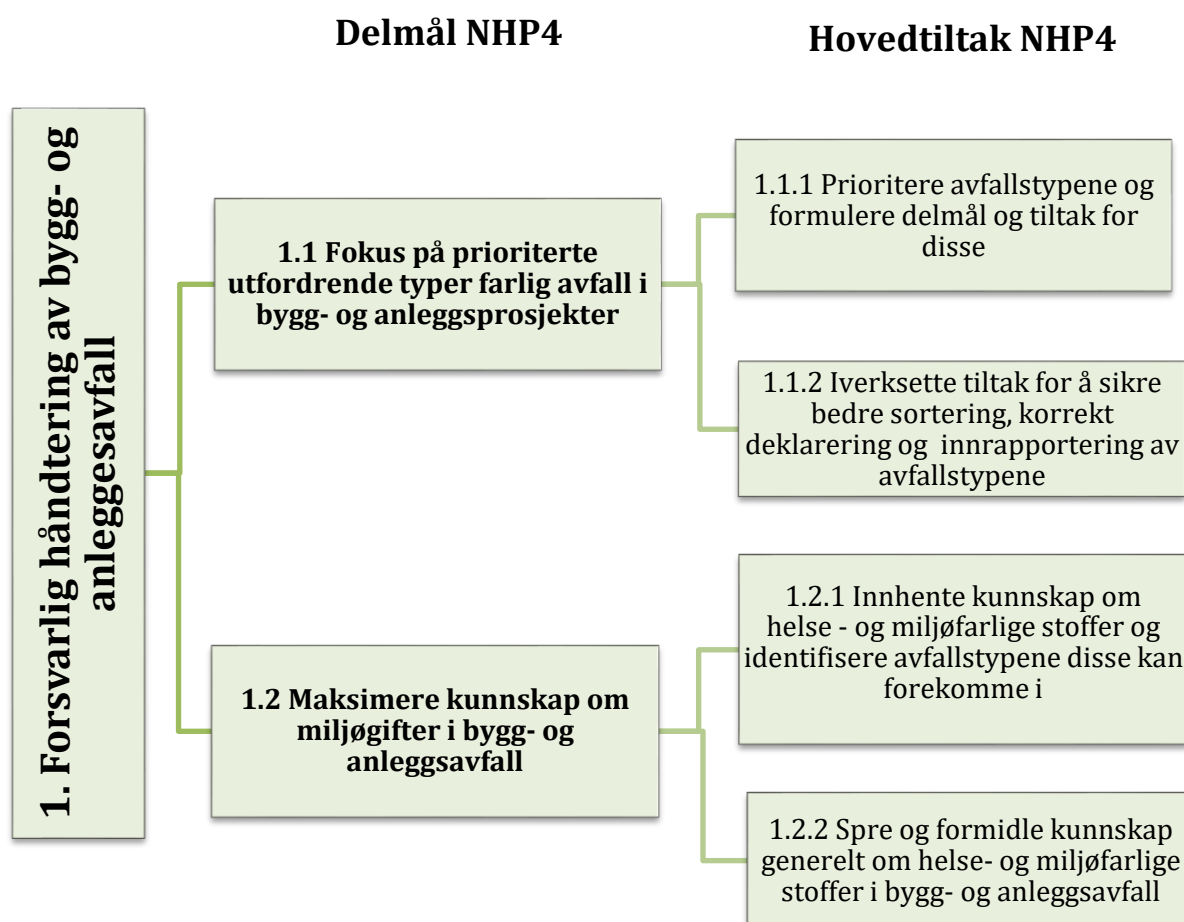 Delmål NHP4
Hovedtiltak NHP4
1. Forsvarlig håndtering av bygg- og
anleggesavfall
1.1 Fokus på prioriterte
utfordrende typer farlig avfall i
bygg- og anleggsprosjekter
1.1.1 Prioritere avfallstypene og
formulere delmål og tiltak for
disse
1.1.2 Iverksette tiltak for å sikre
bedre sortering, korrekt
deklarering og innrapportering av
avfallstypene
1.2 Maksimere kunnskap om
miljøgifter i bygg- og
anleggsavfall
1.2.1 Innhente kunnskap om
helse - og miljøfarlige stoffer og
identifisere avfallstypene disse kan
forekomme i
1.2.2 Spre og formidle kunnskap
generelt om helse- og miljøfarlige
stoffer i bygg- og anleggsavfall